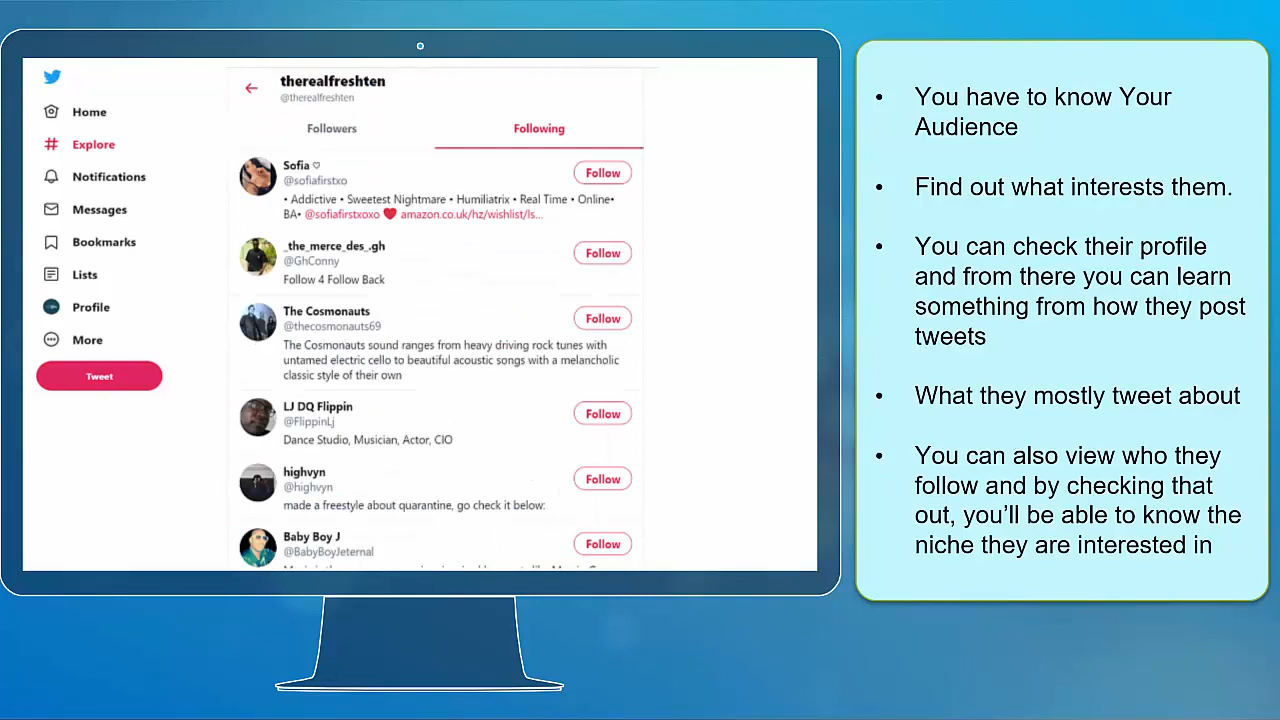 therealfreshten
@therealfreshten
Followers
Following
Home
Explore
Notifications
Messages
Bookmarks
Lists
Profile
More
Tweet
Sofia ♡
@sofiafirstxo
Follow
• Addictive • Sweetest Nightmare • Humiliatrix • Real Time • Online•
BA• @sofiafirstxoxo ❤ amazon.co.uk/hz/wishlist/ls...
_the_merce_des_.gh
@GhConny
Follow
Follow 4 Follow Back
The Cosmonauts
@thecosmonauts69
Follow
The Cosmonauts sound ranges from heavy driving rock tunes with
untamed electric cello to beautiful acoustic songs with a melancholic
classic style of their own
LJ DQ Flippin
@FlippinLj
Follow
Dance Studio, Musician, Actor, CIO
highvyn
@highvyn
Follow
made a freestyle about quarantine, go check it below:
Baby Boy J
@BabyBoyJeternal
Follow
• You have to know Your
Audience
• Find out what interests them.
• You can check their profile
and from there you can learn
something from how they post
tweets
• What they mostly tweet about
• You can also view who they
follow and by checking that
out, you’ll be able to know the
niche they are interested in